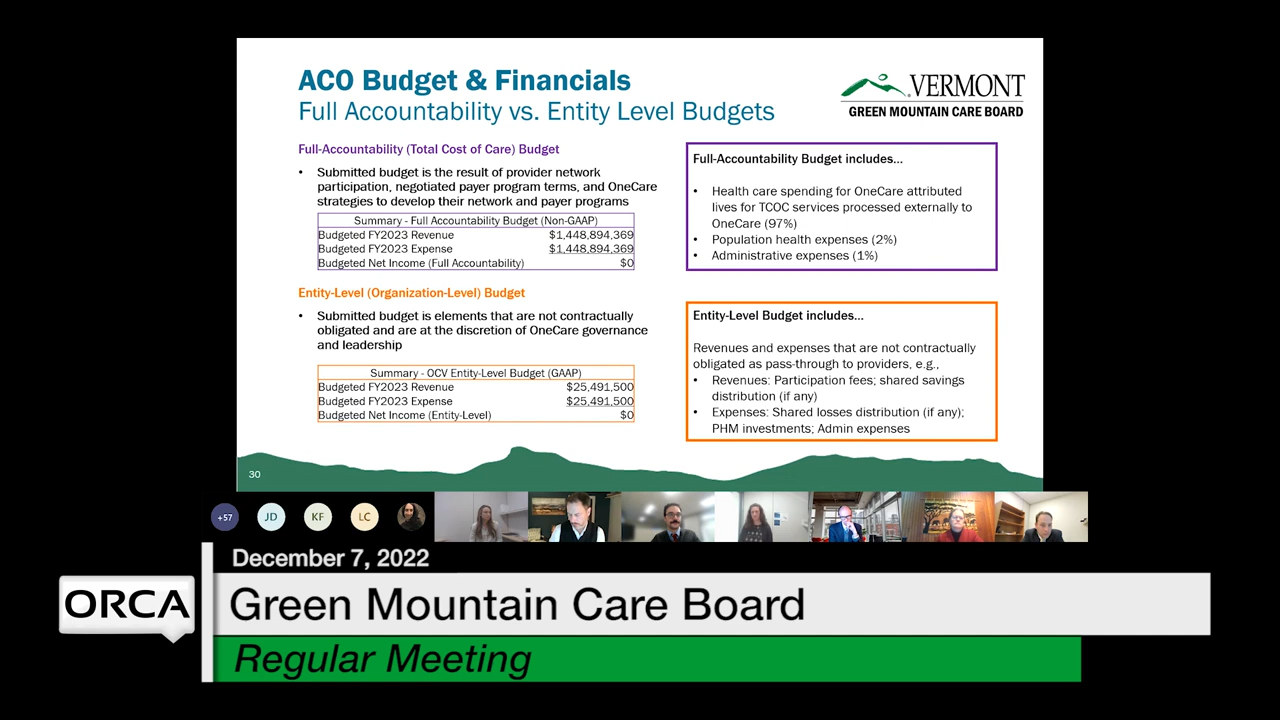 ACO Budget & Financials
Full Accountability vs. Entity Level Budgets
VERMONT
GREEN MOUNTAIN CARE BOARD
Full-Accountability (Total Cost of Care) Budget
• Submitted budget is the result of provider network
participation, negotiated payer program terms, and OneCare
strategies to develop their network and payer programs
Summary - Full Accountability Budget (Non-GAAP)
Budgeted FY2023 Revenue $1,448,894,369
Budgeted FY2023 Expense $1,448,894,369
Budgeted Net Income (Full Accountability) $0
Full-Accountability Budget includes...
• Health care spending for OneCare attributed
lives for TCOC services processed externally to
OneCare (97%)
• Population health expenses (2%)
• Administrative expenses (1%)
Entity-Level (Organization-Level) Budget
• Submitted budget is elements that are not contractually
obligated and are at the discretion of OneCare governance
and leadership
Summary - OCV Entity-Level Budget (GAAP)
Budgeted FY2023 Revenue $25,491,500
Budgeted FY2023 Expense $25,491,500
Budgeted Net Income (Entity-Level) $0
Entity-Level Budget includes...
Revenues and expenses that are not contractually
obligated as pass-through to providers, e.g.,
• Revenues: Participation fees; shared savings
distribution (if any)
• Expenses: Shared losses distribution (if any);
PHM investments; Admin expenses
30
+57 JD KF LC
December 7, 2022
ORCA
Green Mountain Care Board
Regular Meeting